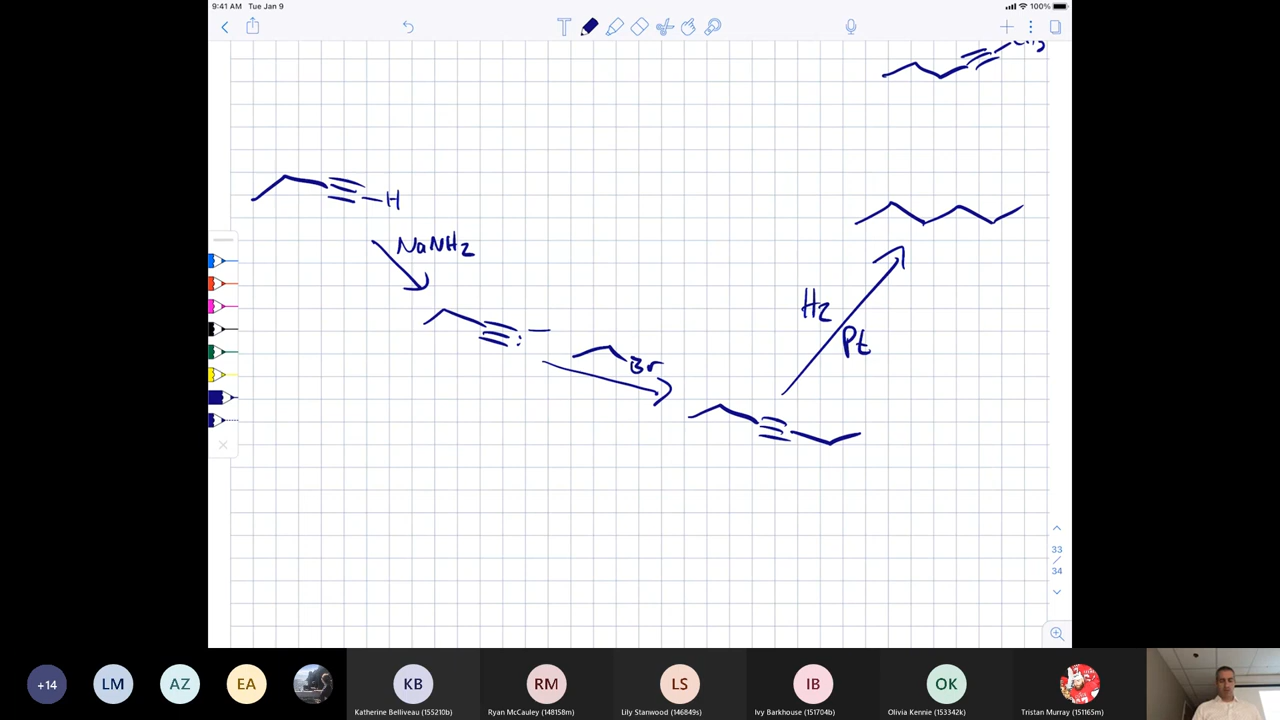 9:41 AM Tue Jan 9
100%
H
NaNH2
Br
H2
Pt
33
/
34
+14
LM
AZ
EA
KB
RM
LS
IB
OK
Katherine Belliveau (155210b)
Ryan McCauley (148158m)
Lily Stanwood (146849s)
Ivy Barkhouse (151704b)
Olivia Kennie (153342k)
Tristan Murray (151165m)